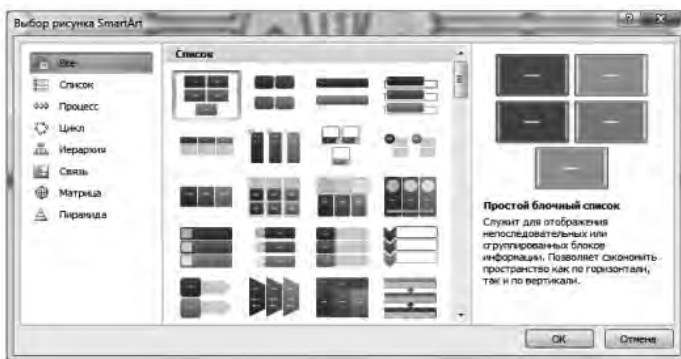 Выбор рисунка SmartArt
Все
Список
Процесс
Цикл
Иерархия
Связь
Матрица
Пирамида
Список
Простой блочный список
Служит для отображения
непоследовательных или
сгруппированных блоков
информации. Позволяет сэкономить
пространство как по горизонтали,
так и по вертикали.
ОК
Отмена